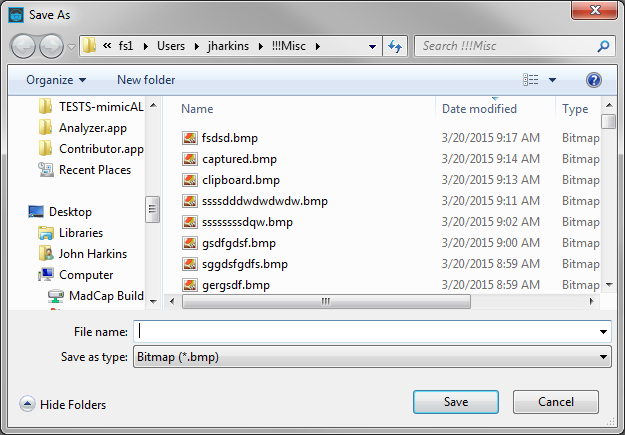 Save As
« fs1 Users jharkins !!!Misc
Search !!!Misc
Organize New folder
TESTS-mimicAL
Analyzer.app
Contributor.app
Recent Places
Desktop
Libraries
John Harkins
Computer
MadCap Build
Name Date modified Type
fsdsd.bmp 3/20/2015 9:17 AM Bitmap
captured.bmp 3/20/2015 9:14 AM Bitmap
clipboard.bmp 3/20/2015 9:13 AM Bitmap
ssssdddwdwdwdw.bmp 3/20/2015 9:11 AM Bitmap
ssssssssdqw.bmp 3/20/2015 9:02 AM Bitmap
gsdfgdsf.bmp 3/20/2015 9:00 AM Bitmap
sggdsfgdfs.bmp 3/20/2015 8:59 AM Bitmap
gergsdf.bmp 3/20/2015 8:59 AM Bitmap
File name:
Save as type: Bitmap (*.bmp)
Hide Folders
Save Cancel